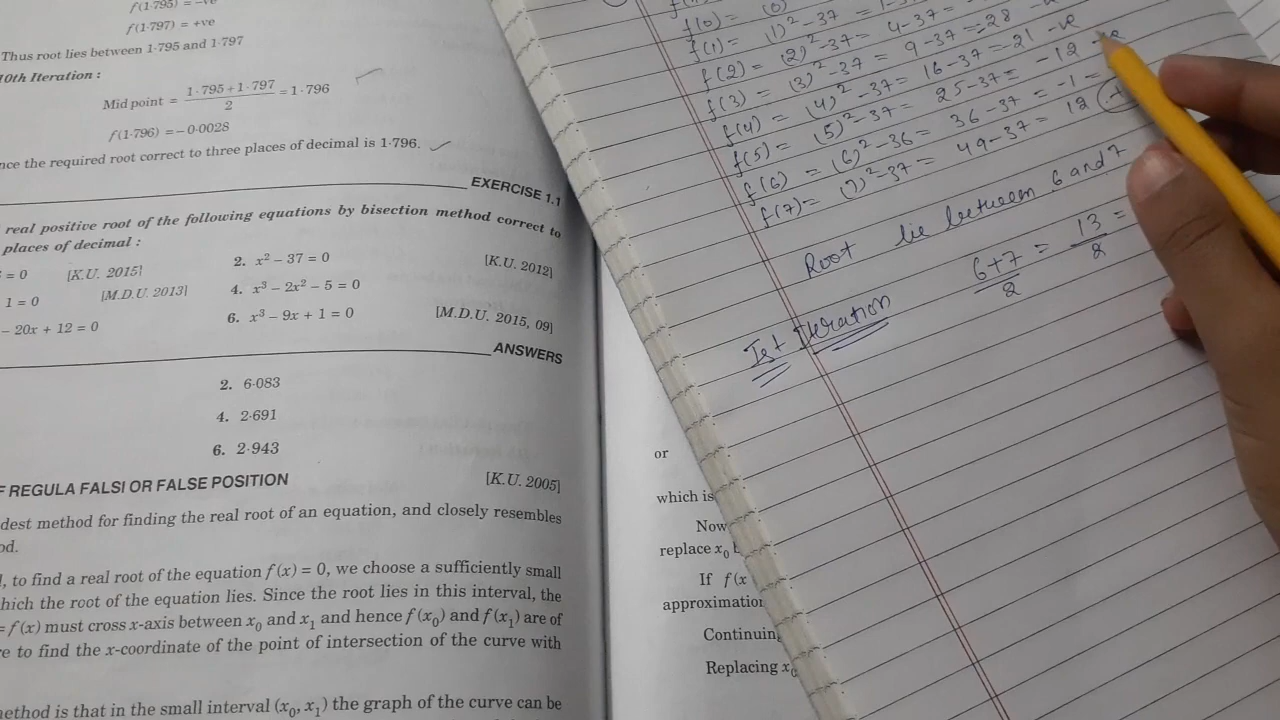 f(1·795) = –ve
f(1·797) = +ve
Thus root lies between 1·795 and 1·797
10th Iteration :
Mid point = 1·795 + 1·797 / 2 = 1·796
f(1·796) = – 0·0028
nce the required root correct to three places of decimal is 1·796.
EXERCISE 1.1
real positive root of the following equations by bisection method correct to
places of decimal :
= 0 [K.U. 2015] 2. x² – 37 = 0 [K.U. 2012]
1 = 0 [M.D.U. 2013] 4. x³ – 2x² – 5 = 0
– 20x + 12 = 0 6. x³ – 9x + 1 = 0 [M.D.U. 2015, 09]
ANSWERS
2. 6·083
4. 2·691
6. 2·943
F REGULA FALSI OR FALSE POSITION [K.U. 2005]
dest method for finding the real root of an equation, and closely resembles
od.
, to find a real root of the equation f(x) = 0, we choose a sufficiently small
hich the root of the equation lies. Since the root lies in this interval, the
= f(x) must cross x-axis between x₀ and x₁ and hence f(x₀) and f(x₁) are of
e to find the x-coordinate of the point of intersection of the curve with
nethod is that in the small interval (x₀, x₁) the graph of the curve can be
or
which is
Now
replace x₀
If f(x
approximation
Continuing
Replacing x₀
f(0) = (0)
f(1) = (1)² -37 = 1-3
f(2) = (2)² -37 = 4-37 =
f(3) = (3)² -37 = 9-37 = -28 -ve
f(4) = (4)² -37 = 16-37 = -21 -ve
f(5) = (5)² -37 = 25-37 = -12 -ve
f(6) = (6)² -36 = 36-37 = -1 =
f(7) = (7)² -37 = 49-37 = 12 +
Root lie between 6 and 7
Ist Iteration 6+7 / 2 = 13 / 2 =